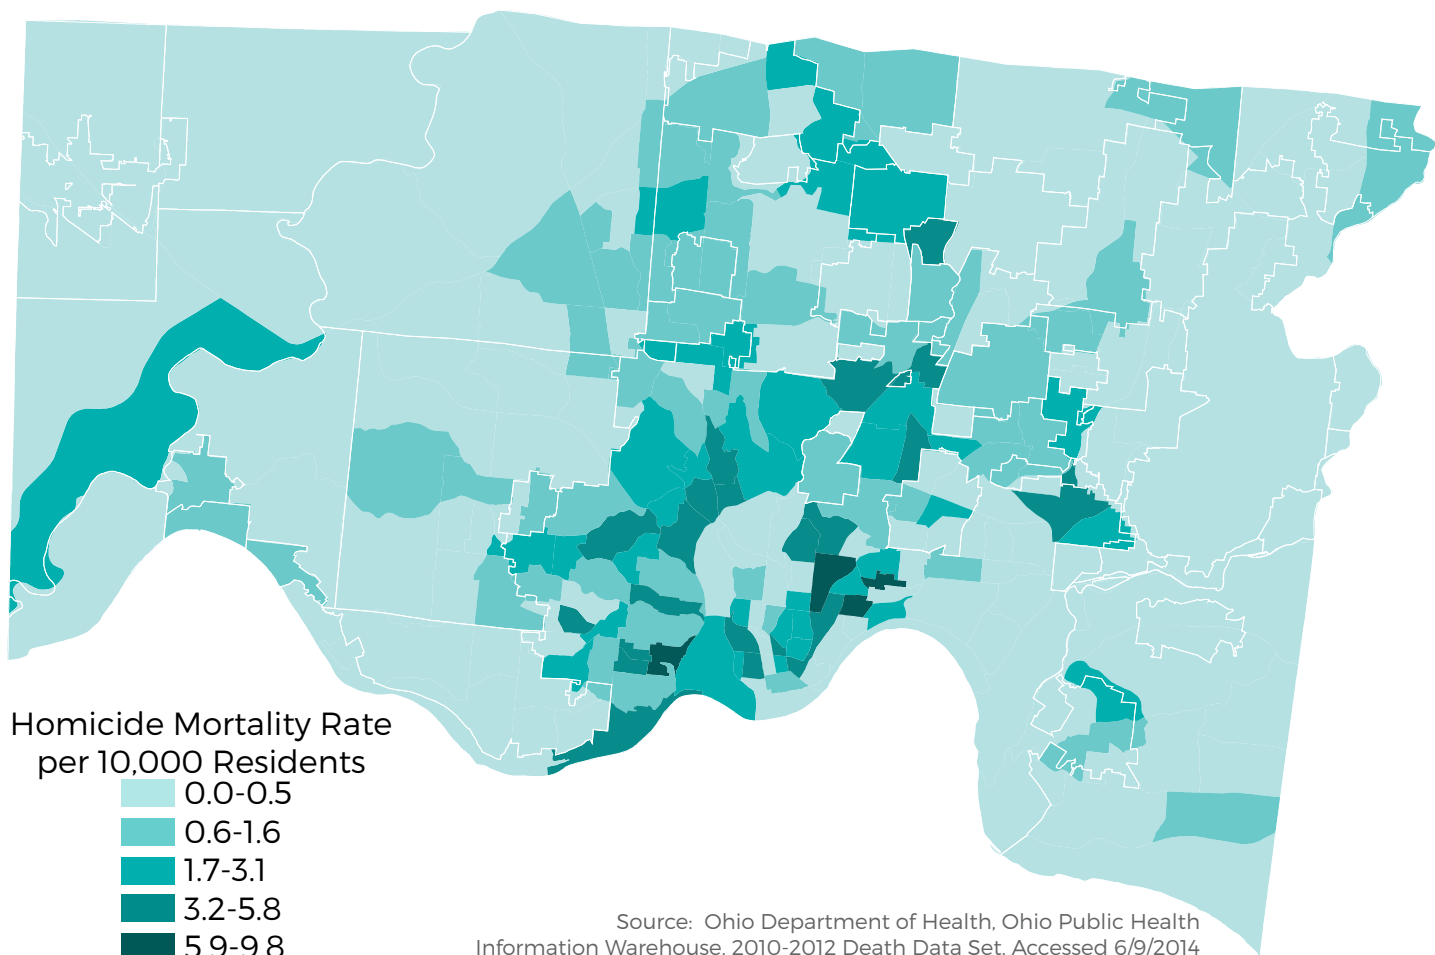 Homicide Mortality Rate
per 10,000 Residents
0.0-0.5
0.6-1.6
1.7-3.1
3.2-5.8
5.9-9.8
Source: Ohio Department of Health, Ohio Public Health
Information Warehouse. 2010-2012 Death Data Set. Accessed 6/9/2014